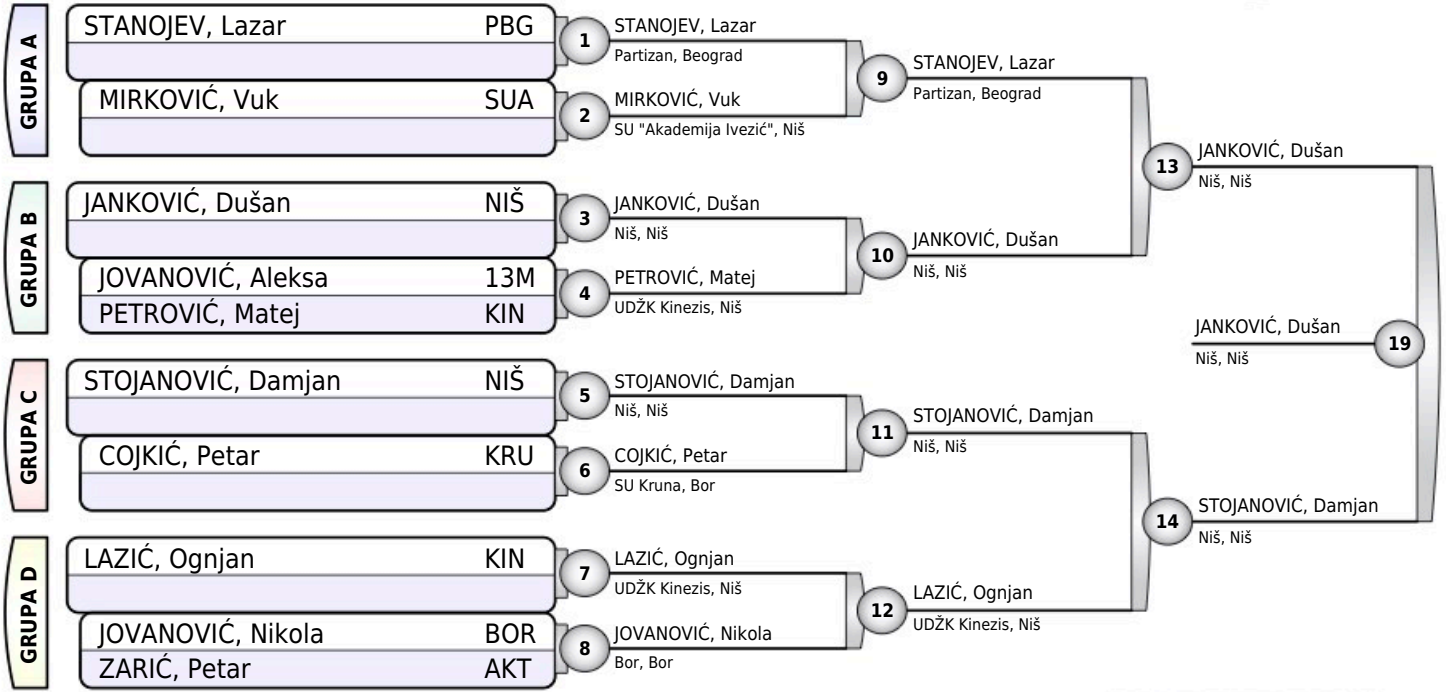 GRUPA A
STANOJEV, Lazar PBG
MIRKOVIĆ, Vuk SUA
1
STANOJEV, Lazar
Partizan, Beograd
2
MIRKOVIĆ, Vuk
SU "Akademija Ivezić", Niš
9
STANOJEV, Lazar
Partizan, Beograd
GRUPA B
JANKOVIĆ, Dušan NIŠ
JOVANOVIĆ, Aleksa 13M
PETROVIĆ, Matej KIN
3
JANKOVIĆ, Dušan
Niš, Niš
4
PETROVIĆ, Matej
UDŽK Kinezis, Niš
10
JANKOVIĆ, Dušan
Niš, Niš
13
JANKOVIĆ, Dušan
Niš, Niš
GRUPA C
STOJANOVIĆ, Damjan NIŠ
COJKIĆ, Petar KRU
5
STOJANOVIĆ, Damjan
Niš, Niš
6
COJKIĆ, Petar
SU Kruna, Bor
11
STOJANOVIĆ, Damjan
Niš, Niš
GRUPA D
LAZIĆ, Ognjan KIN
JOVANOVIĆ, Nikola BOR
ZARIĆ, Petar AKT
7
LAZIĆ, Ognjan
UDŽK Kinezis, Niš
8
JOVANOVIĆ, Nikola
Bor, Bor
12
LAZIĆ, Ognjan
UDŽK Kinezis, Niš
14
STOJANOVIĆ, Damjan
Niš, Niš
JANKOVIĆ, Dušan
Niš, Niš
19